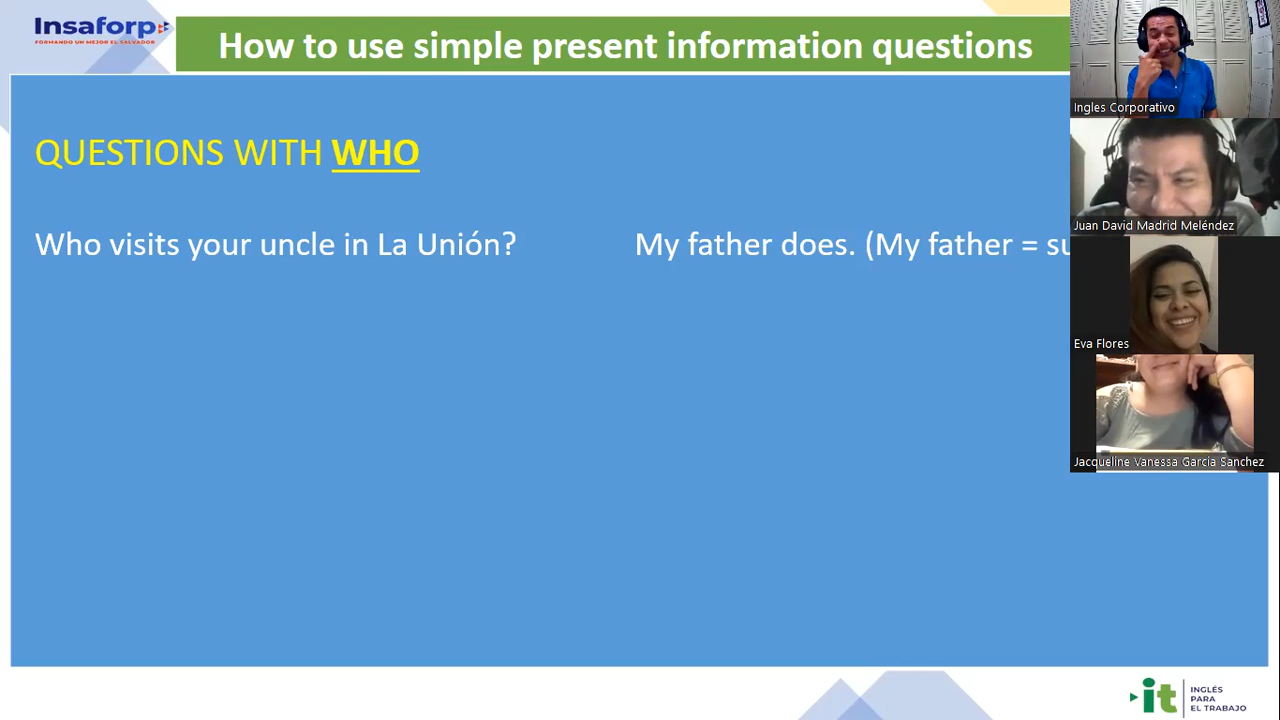 Insaforp
FORMANDO UN MEJOR EL SALVADOR
How to use simple present information questions
QUESTIONS WITH WHO
Who visits your uncle in La Unión?
My father does. (My father =
Ingles Corporativo
Juan David Madrid Meléndez
Eva Flores
Jacqueline Vanessa Garcia Sanchez
it
INGLÉS
PARA
EL TRABAJO